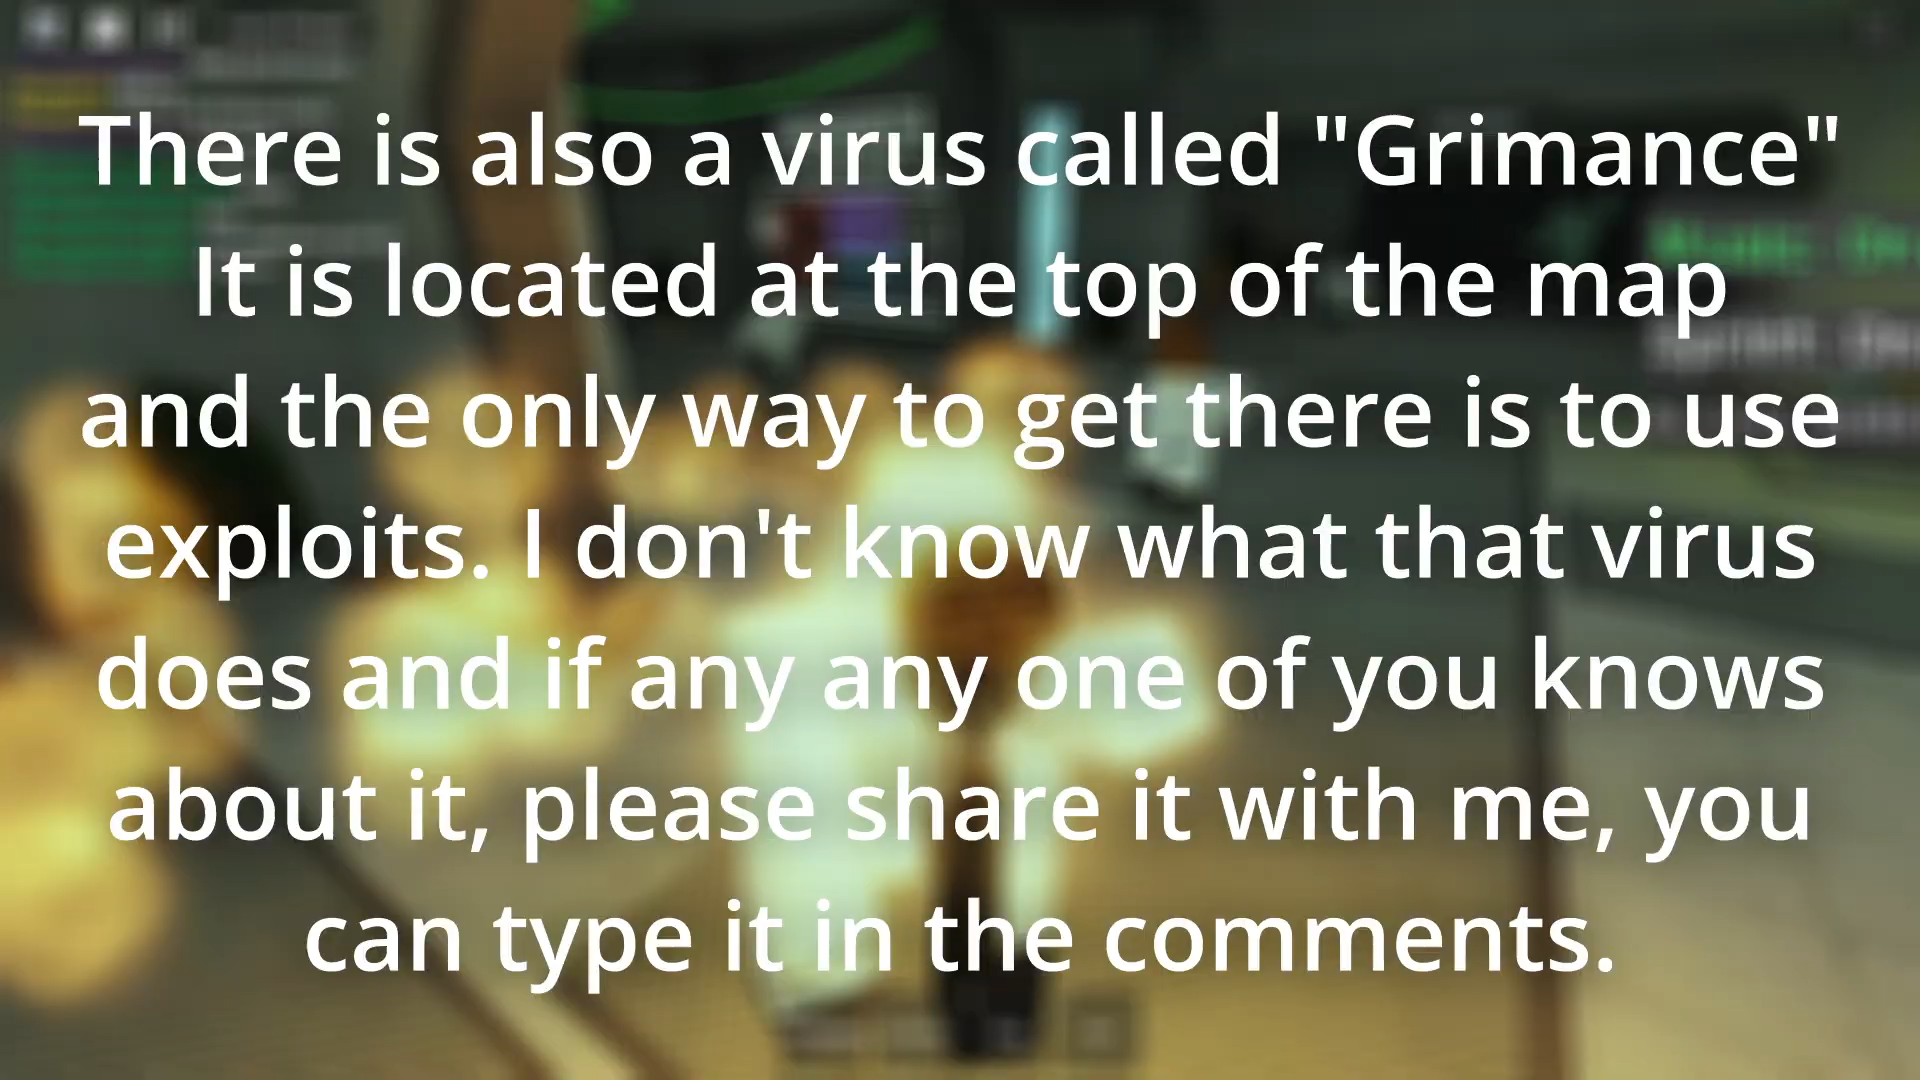 There is also a virus called "Grimance"
It is located at the top of the map
and the only way to get there is to use
exploits. I don't know what that virus
does and if any any one of you knows
about it, please share it with me, you
can type it in the comments.